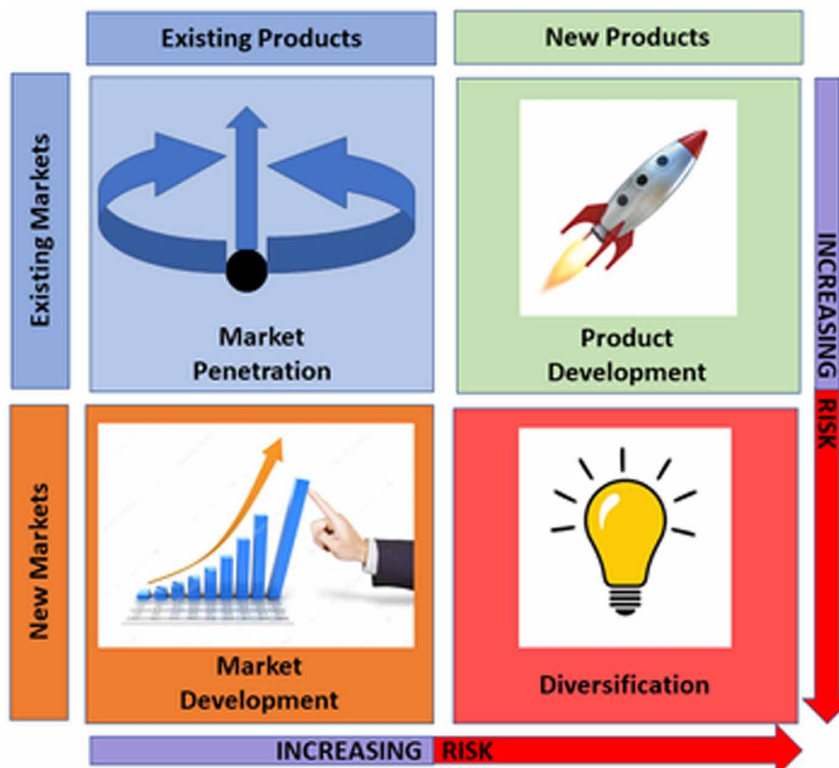 Existing Products
New Products
Existing Markets
Market
Penetration
Product
Development
INCREASING RISK
New Markets
Market
Development
Diversification
INCREASING RISK